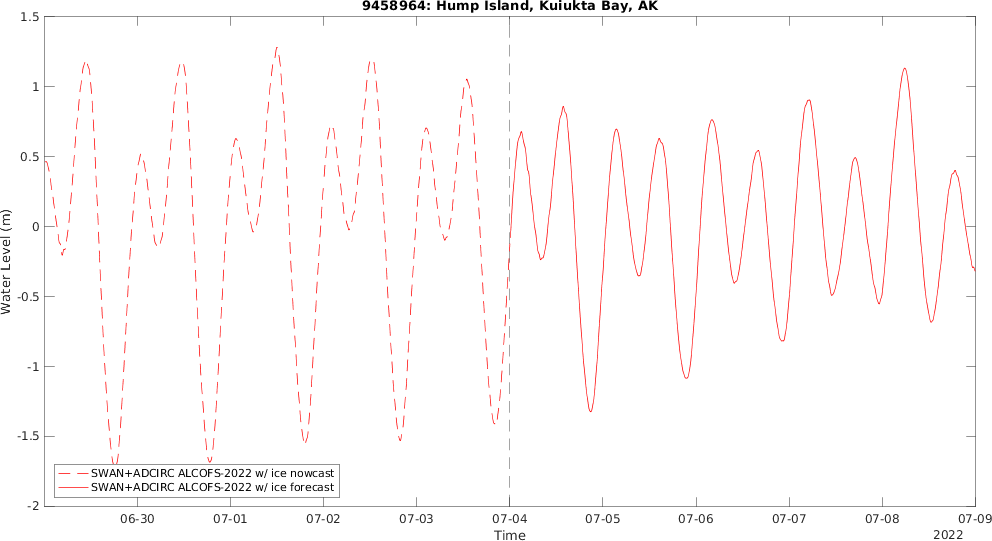 9458964: Hump Island, Kuiukta Bay, AK
1.5
1
0.5
0
-0.5
-1
-1.5
-2
Water Level (m)
SWAN+ADCIRC ALCOFS-2022 w/ ice nowcast
SWAN+ADCIRC ALCOFS-2022 w/ ice forecast
06-30 07-01 07-02 07-03 07-04 07-05 07-06 07-07 07-08 07-09
Time
2022